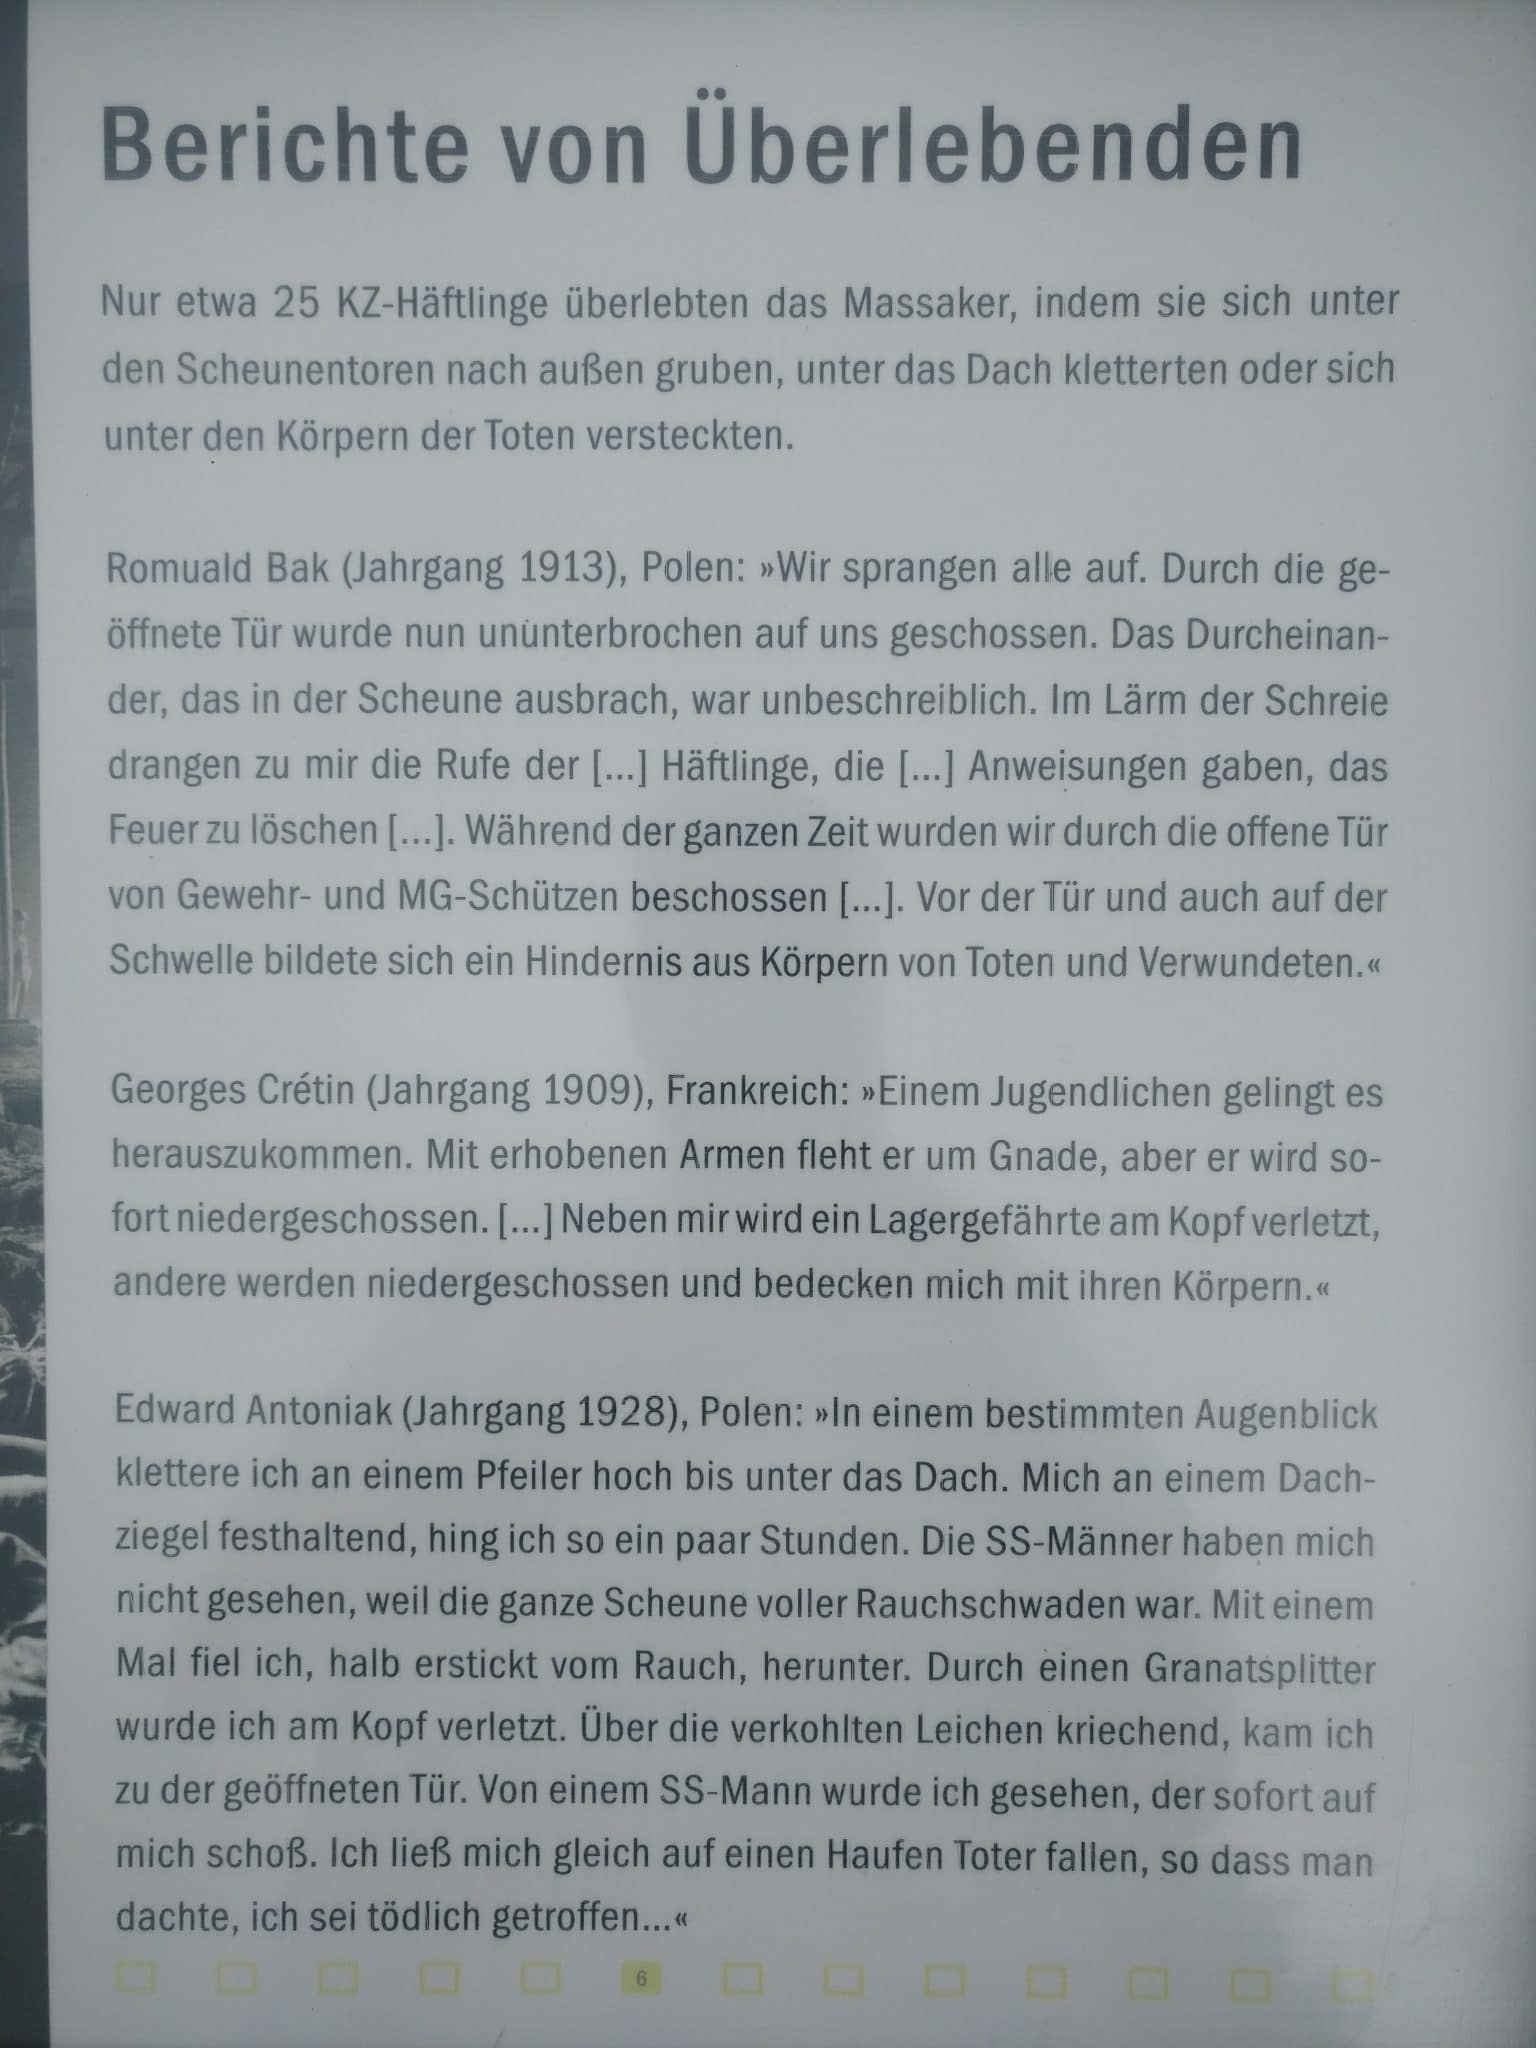 Berichte von Überlebenden
Nur etwa 25 KZ-Häftlinge überlebten das Massaker, indem sie sich unter
den Scheunentoren nach außen gruben, unter das Dach kletterten oder sich
unter den Körpern der Toten versteckten.
Romuald Bak (Jahrgang 1913), Polen: »Wir sprangen alle auf. Durch die ge-
öffnete Tür wurde nun ununterbrochen auf uns geschossen. Das Durcheinan-
der, das in der Scheune ausbrach, war unbeschreiblich. Im Lärm der Schreie
drangen zu mir die Rufe der [...] Häftlinge, die [...] Anweisungen gaben, das
Feuer zu löschen [...]. Während der ganzen Zeit wurden wir durch die offene Tür
von Gewehr- und MG-Schützen beschossen [...]. Vor der Tür und auch auf der
Schwelle bildete sich ein Hindernis aus Körpern von Toten und Verwundeten.«
Georges Crétin (Jahrgang 1909), Frankreich: »Einem Jugendlichen gelingt es
herauszukommen. Mit erhobenen Armen fleht er um Gnade, aber er wird so-
fort niedergeschossen. [...] Neben mir wird ein Lagergefährte am Kopf verletzt,
andere werden niedergeschossen und bedecken mich mit ihren Körpern.«
Edward Antoniak (Jahrgang 1928), Polen: »In einem bestimmten Augenblick
klettere ich an einem Pfeiler hoch bis unter das Dach. Mich an einem Dach-
ziegel festhaltend, hing ich so ein paar Stunden. Die SS-Männer haben mich
nicht gesehen, weil die ganze Scheune voller Rauchschwaden war. Mit einem
Mal fiel ich, halb erstickt vom Rauch, herunter. Durch einen Granatsplitter
wurde ich am Kopf verletzt. Über die verkohlten Leichen kriechend, kam ich
zu der geöffneten Tür. Von einem SS-Mann wurde ich gesehen, der sofort auf
mich schoß. Ich ließ mich gleich auf einen Haufen Toter fallen, so dass man
dachte, ich sei tödlich getroffen...«
6